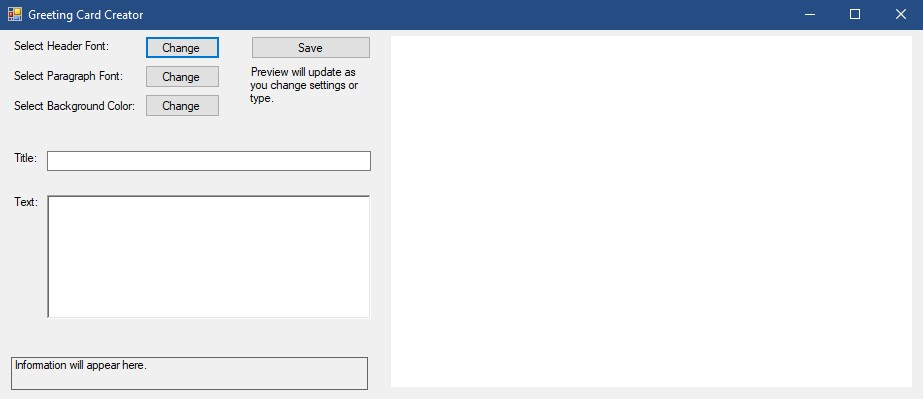 Greeting Card Creator
Select Header Font:
Change
Save
Select Paragraph Font:
Change
Preview will update as
you change settings or
type.
Select Background Color:
Change
Title:
Text:
Information will appear here.